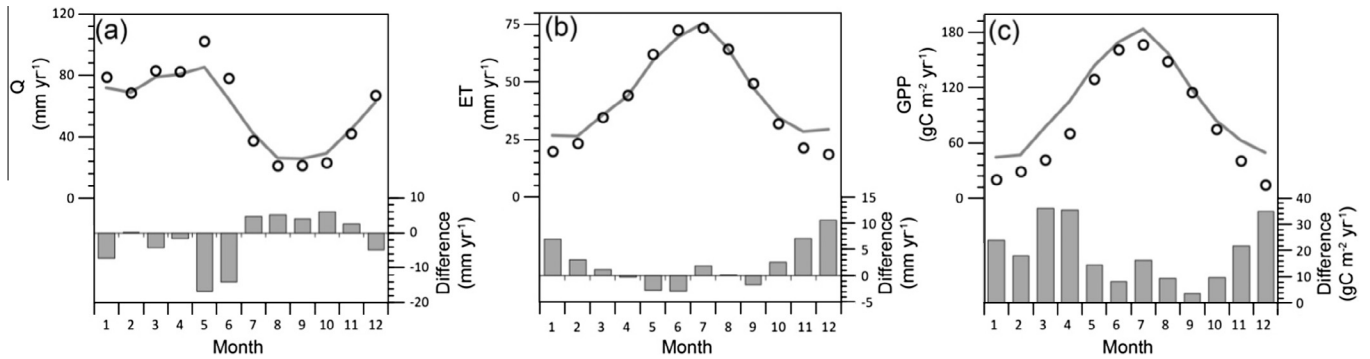 (a)
120
80
40
0
Q
(mm yr⁻¹)
10
0
-10
-20
Difference
(mm yr⁻¹)
1 2 3 4 5 6 7 8 9 10 11 12
Month
(b)
75
50
25
0
ET
(mm yr⁻¹)
15
10
5
0
-5
Difference
(mm yr⁻¹)
1 2 3 4 5 6 7 8 9 10 11 12
Month
(c)
180
120
60
0
GPP
(gC m⁻² yr⁻¹)
40
30
20
10
0
Difference
(gC m⁻² yr⁻¹)
1 2 3 4 5 6 7 8 9 10 11 12
Month